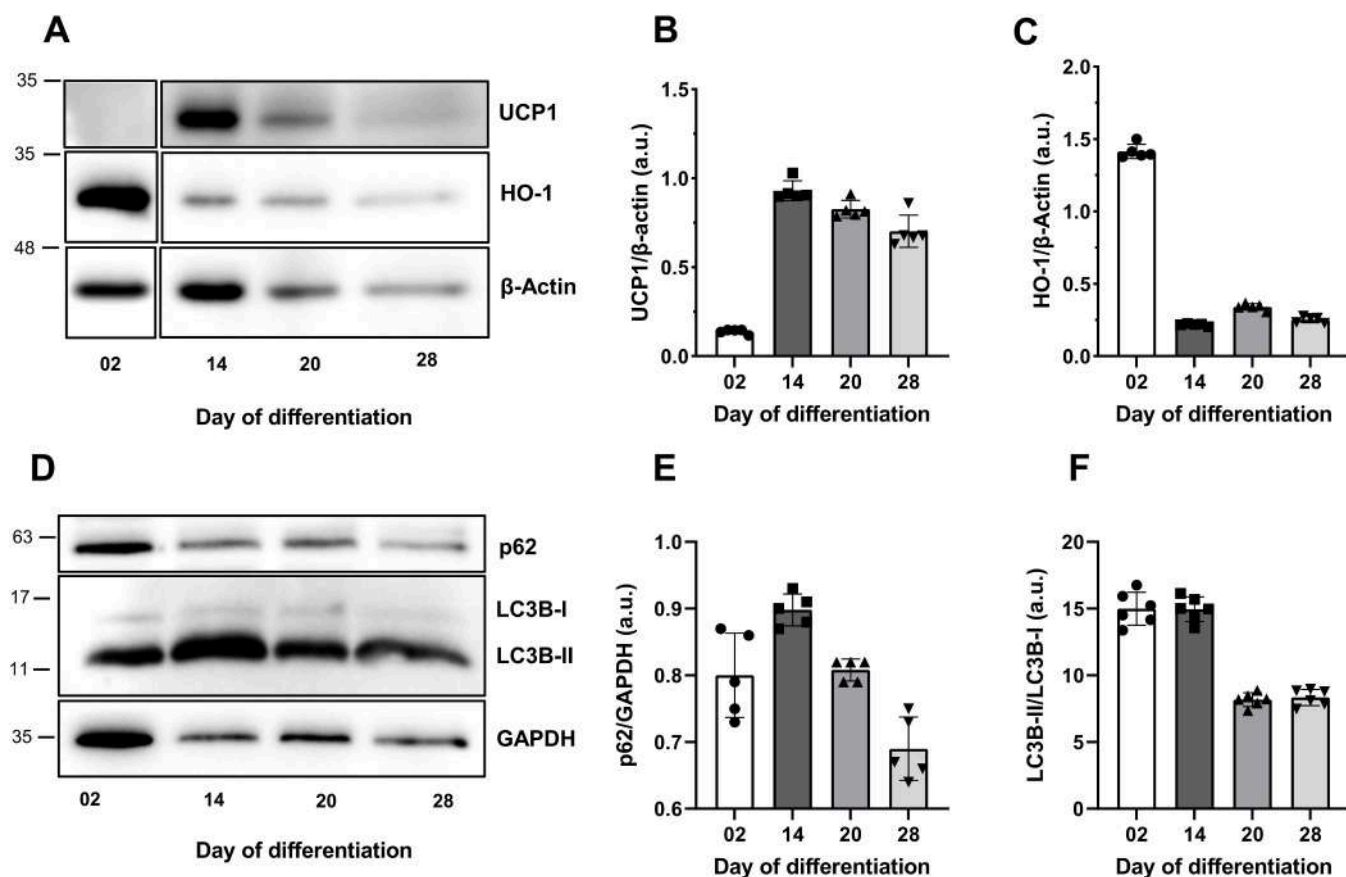 A
35
UCP1
35
HO-1
48
β-Actin
02 14 20 28
Day of differentiation
B
UCP1/β-actin (a.u.)
1.5
1.0
0.5
0.0
02 14 20 28
Day of differentiation
C
HO-1/β-Actin (a.u.)
2.0
1.5
1.0
0.5
0.0
02 14 20 28
Day of differentiation
D
63
p62
17
LC3B-I
LC3B-II
11
35
GAPDH
02 14 20 28
Day of differentiation
E
p62/GAPDH (a.u.)
1.0
0.9
0.8
0.7
0.6
02 14 20 28
Day of differentiation
F
LC3B-II/LC3B-I (a.u.)
20
15
10
5
0
02 14 20 28
Day of differentiation